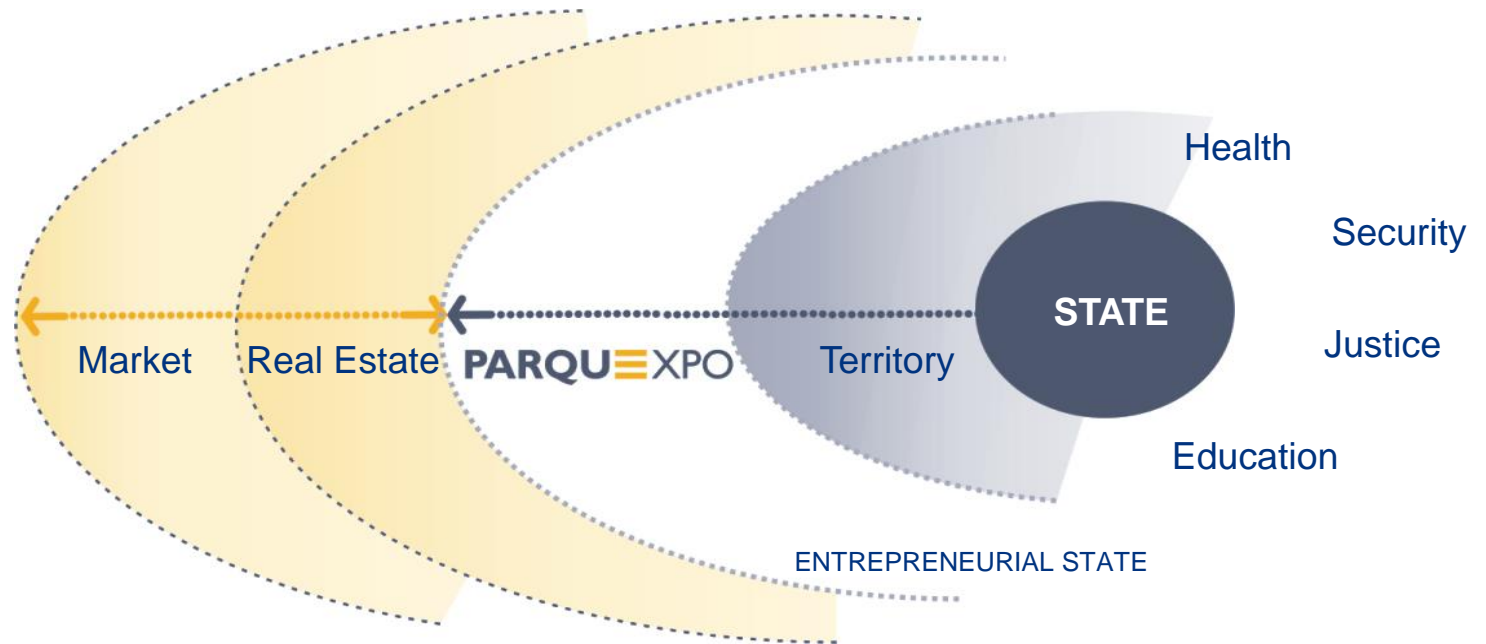 Health
Security
STATE
Justice
Market
Real Estate
PARQUEXPO
Territory
Education
ENTREPRENEURIAL STATE